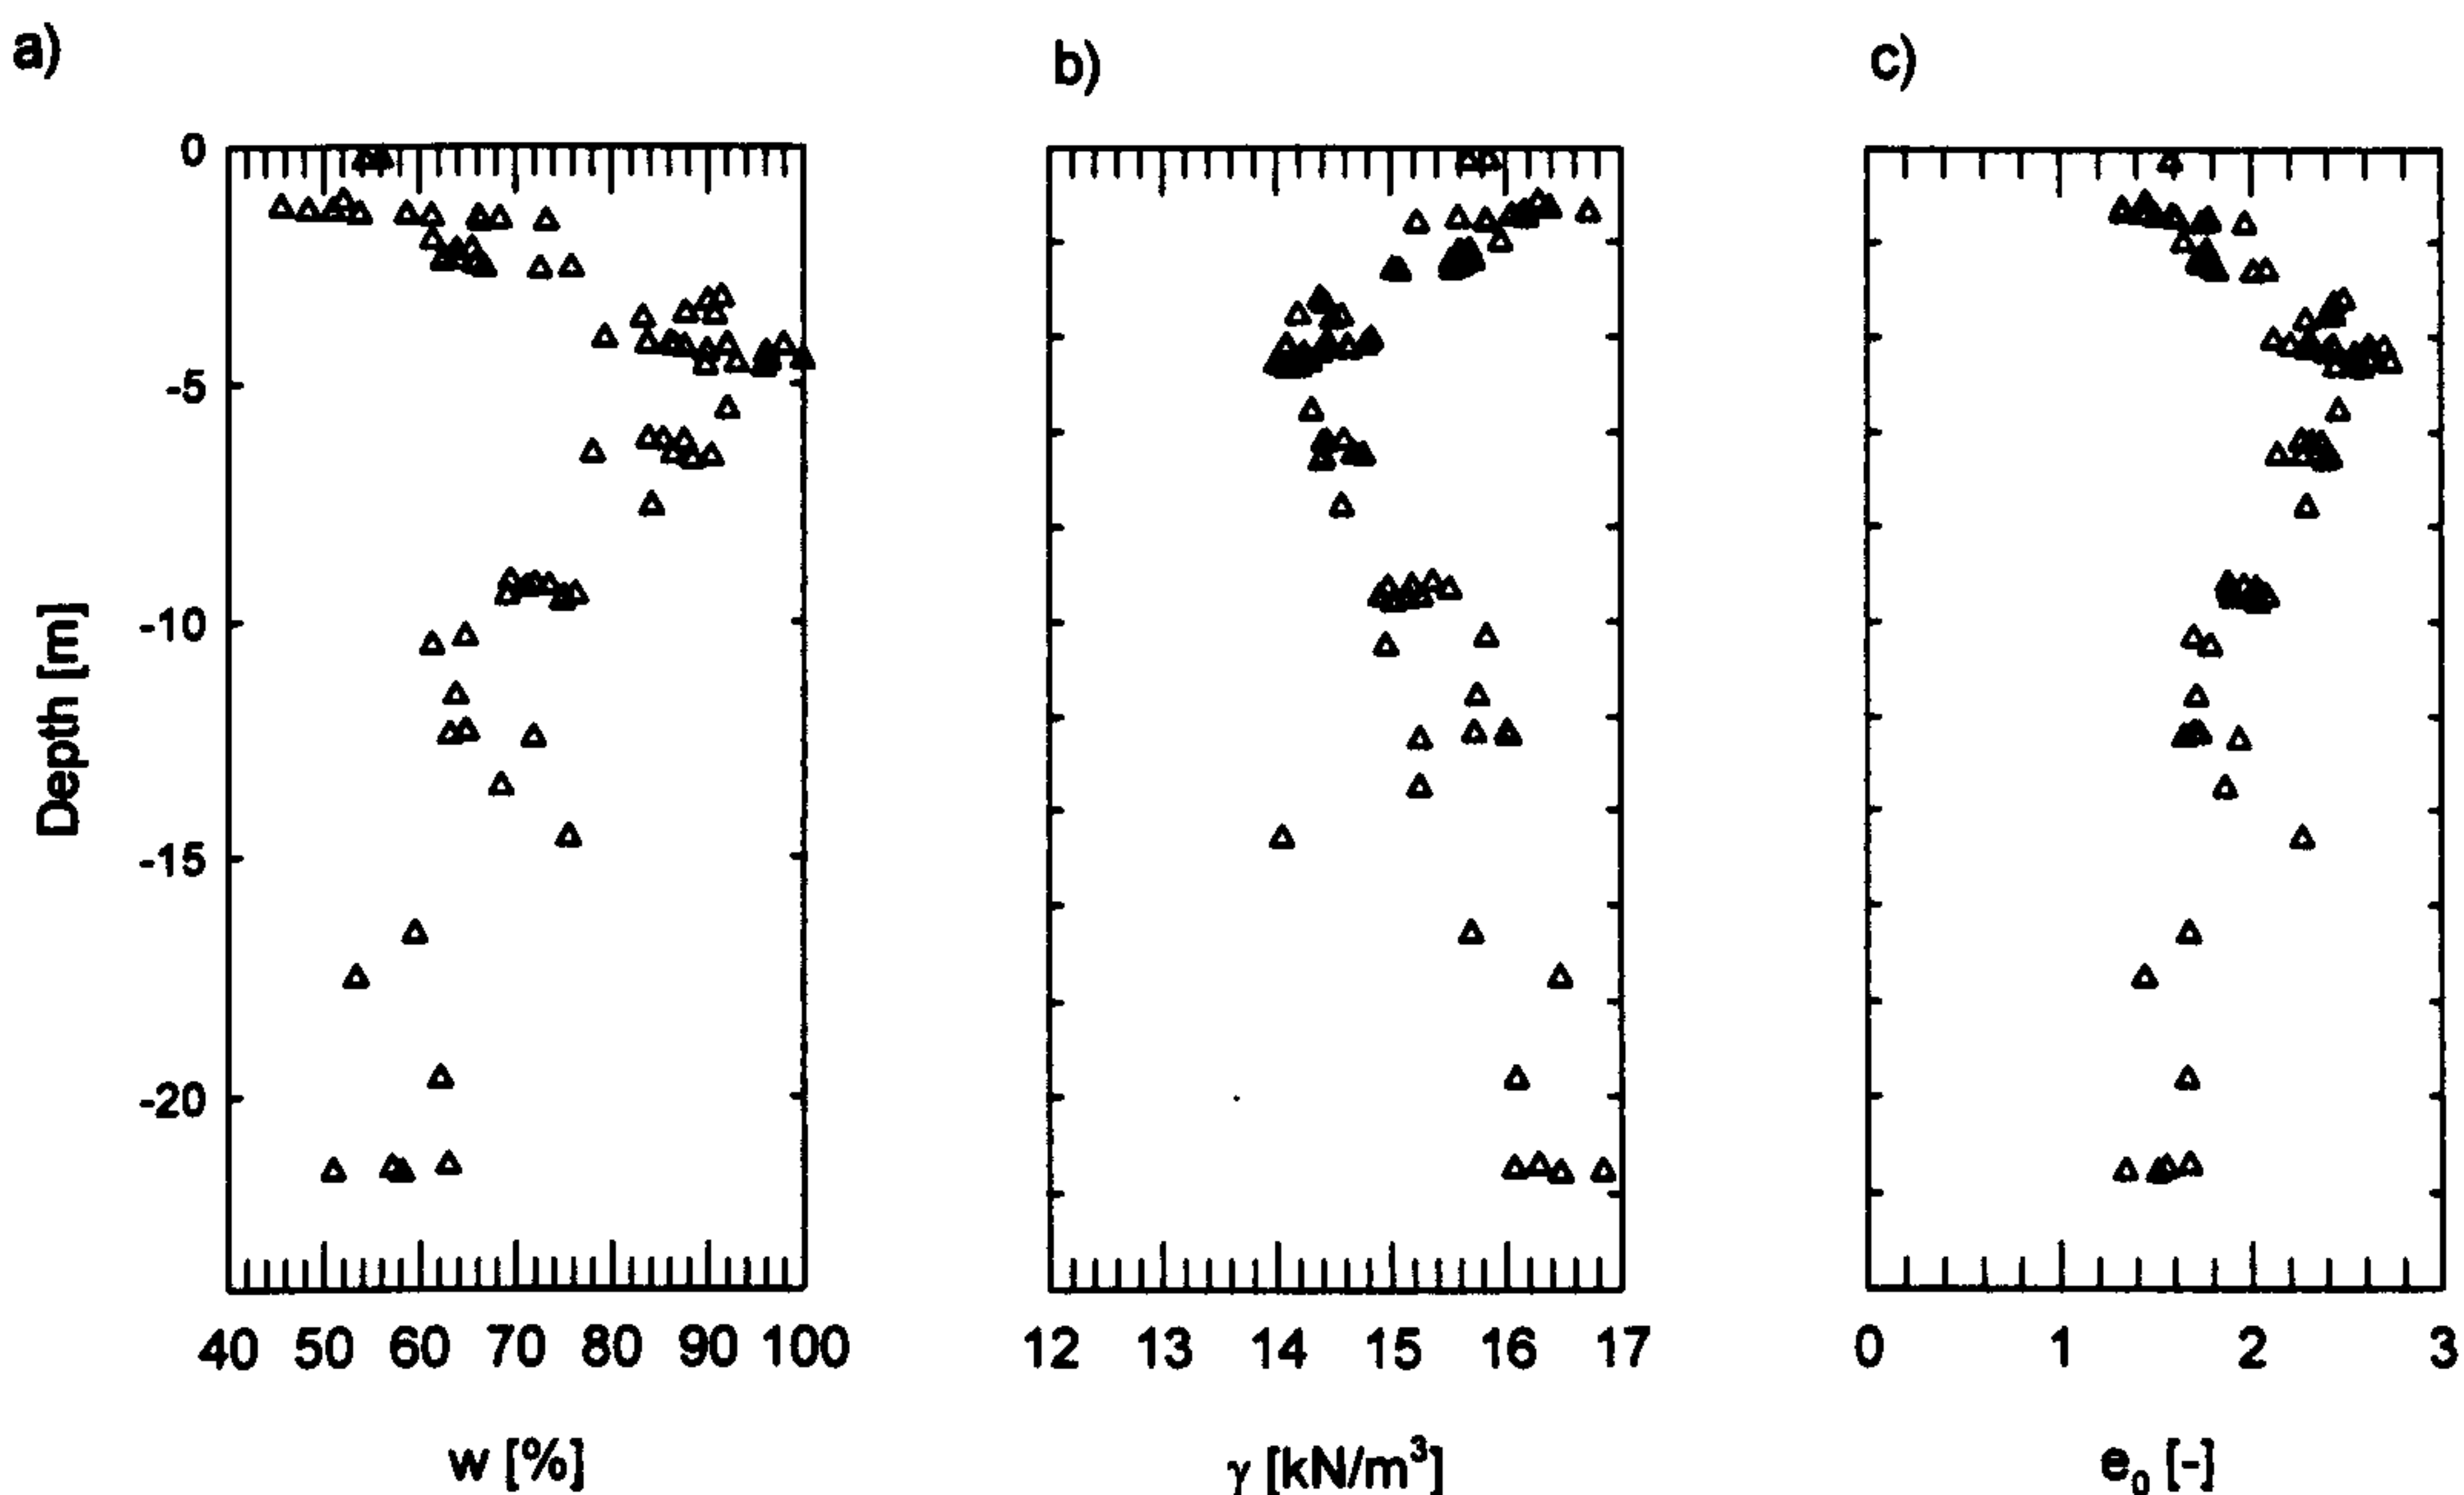 a)
b)
c)
0
-5
-10
-15
-20
Depth [m]
40 50 60 70 80 90 100
12 13 14 15 16 17
0 1 2 3
w [%]
γ [kN/m³]
e₀ [-]